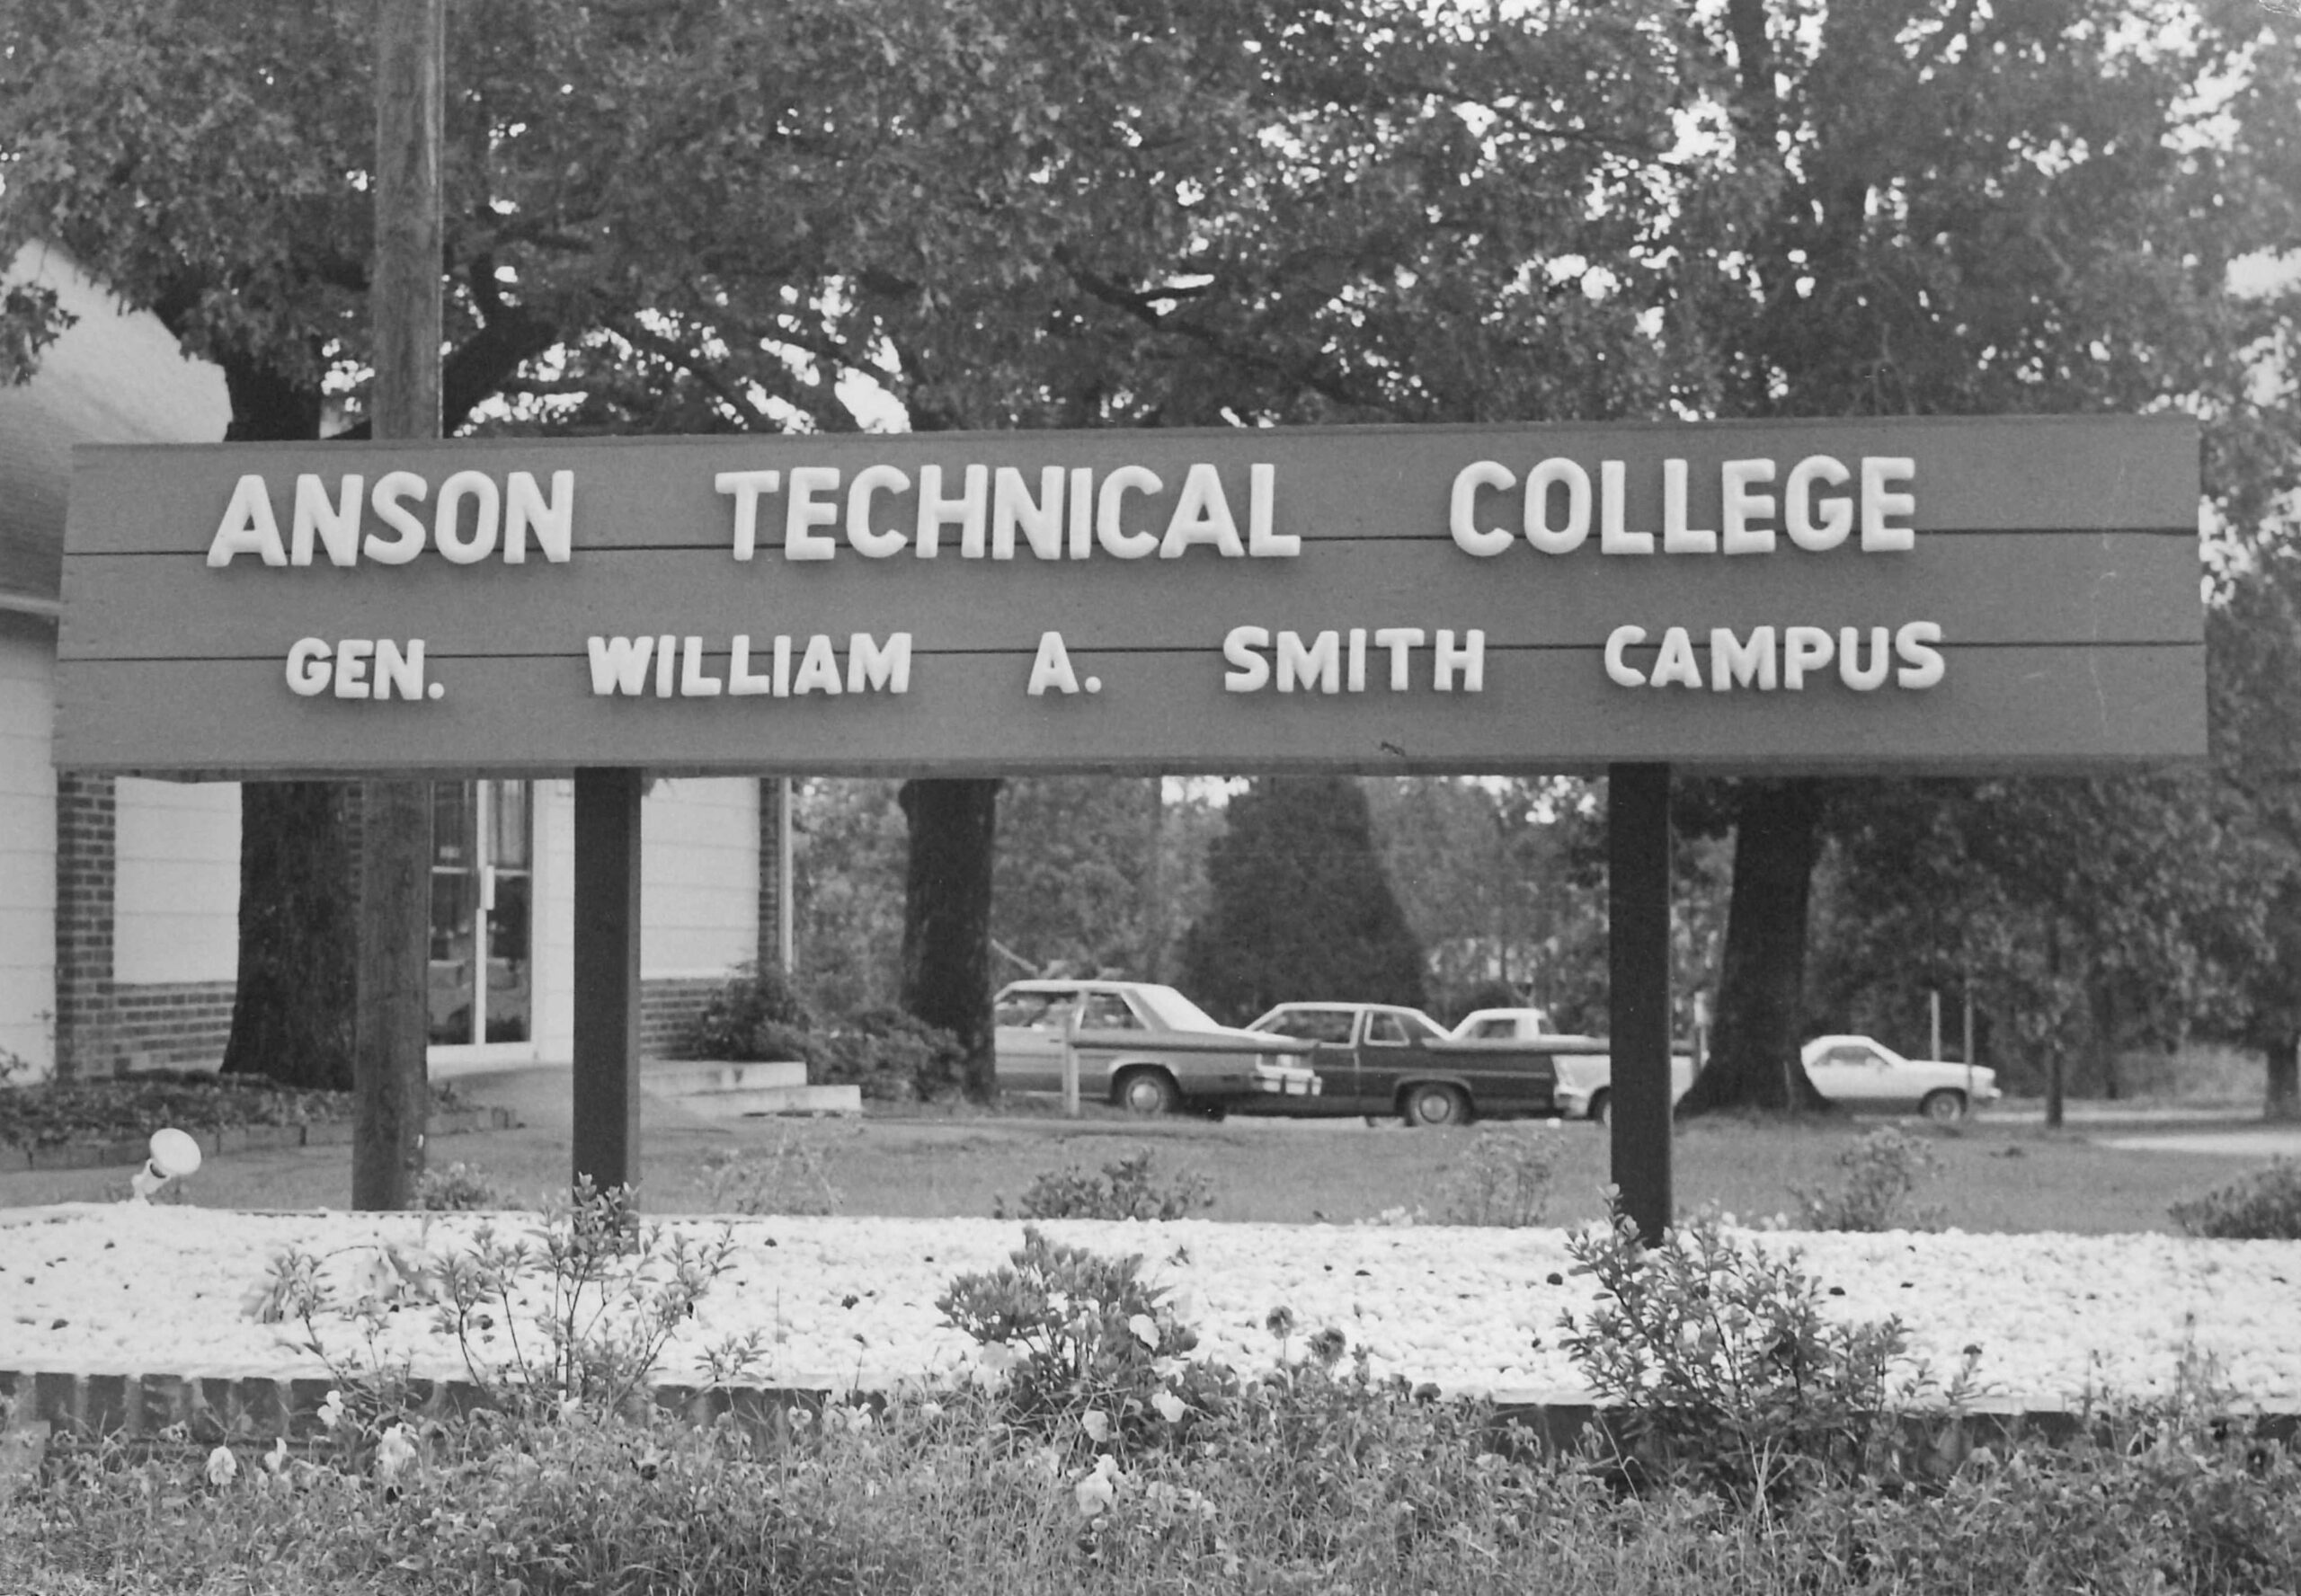 ANSON TECHNICAL COLLEGE
GEN. WILLIAM A. SMITH CAMPUS